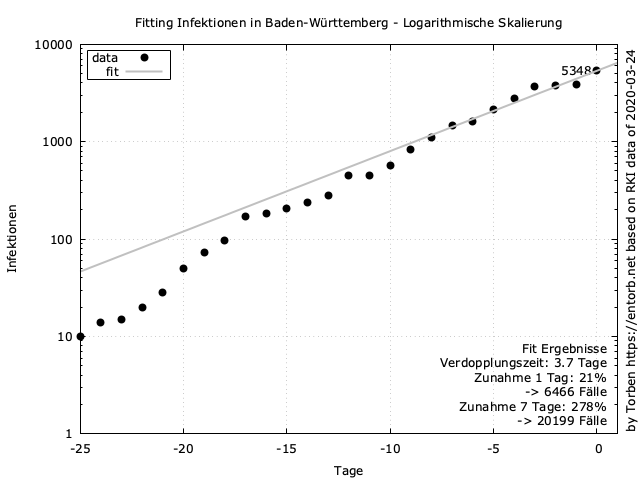 Fitting Infektionen in Baden-Württemberg - Logarithmische Skalierung
10000
1000
100
10
1
Infektionen
data
fit
5348
Fit Ergebnisse
Verdopplungszeit: 3.7 Tage
Zunahme 1 Tag: 21%
-> 6466 Fälle
Zunahme 7 Tage: 278%
-> 20199 Fälle
-25 -20 -15 -10 -5 0
Tage
by Torben https://entorb.net based on RKI data of 2020-03-24